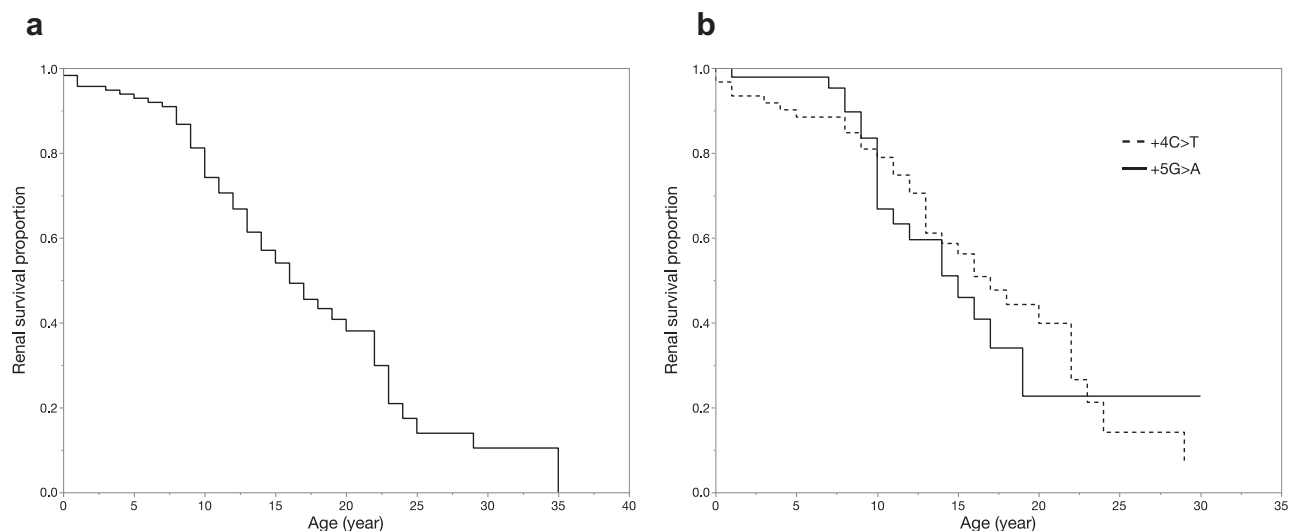 a
Renal survival proportion
1.0
0.8
0.6
0.4
0.2
0.0
0 5 10 15 20 25 30 35 40
Age (year)
b
Renal survival proportion
1.0
0.8
0.6
0.4
0.2
0.0
+4C>T
+5G>A
0 5 10 15 20 25 30 35
Age (year)